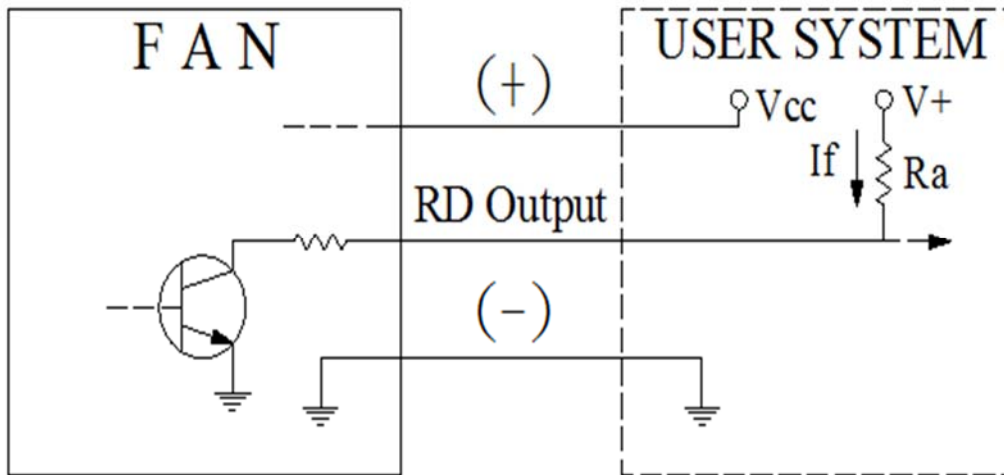 F A N
USER SYSTEM
(+)
Vcc
V+
If
Ra
RD Output
(-)